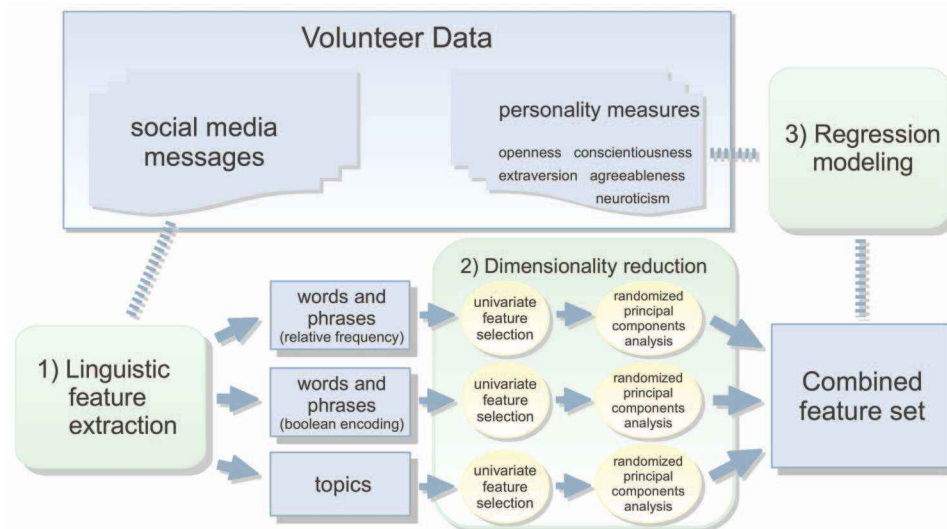 Volunteer Data
social media
messages
personality measures
openness conscientiousness
extraversion agreeableness
neuroticism
3) Regression
modeling
2) Dimensionality reduction
1) Linguistic
feature
extraction
words and
phrases
(relative frequency)
univariate
feature
selection
randomized
principal
components
analysis
words and
phrases
(boolean encoding)
univariate
feature
selection
randomized
principal
components
analysis
topics
univariate
feature
selection
randomized
principal
components
analysis
Combined
feature set